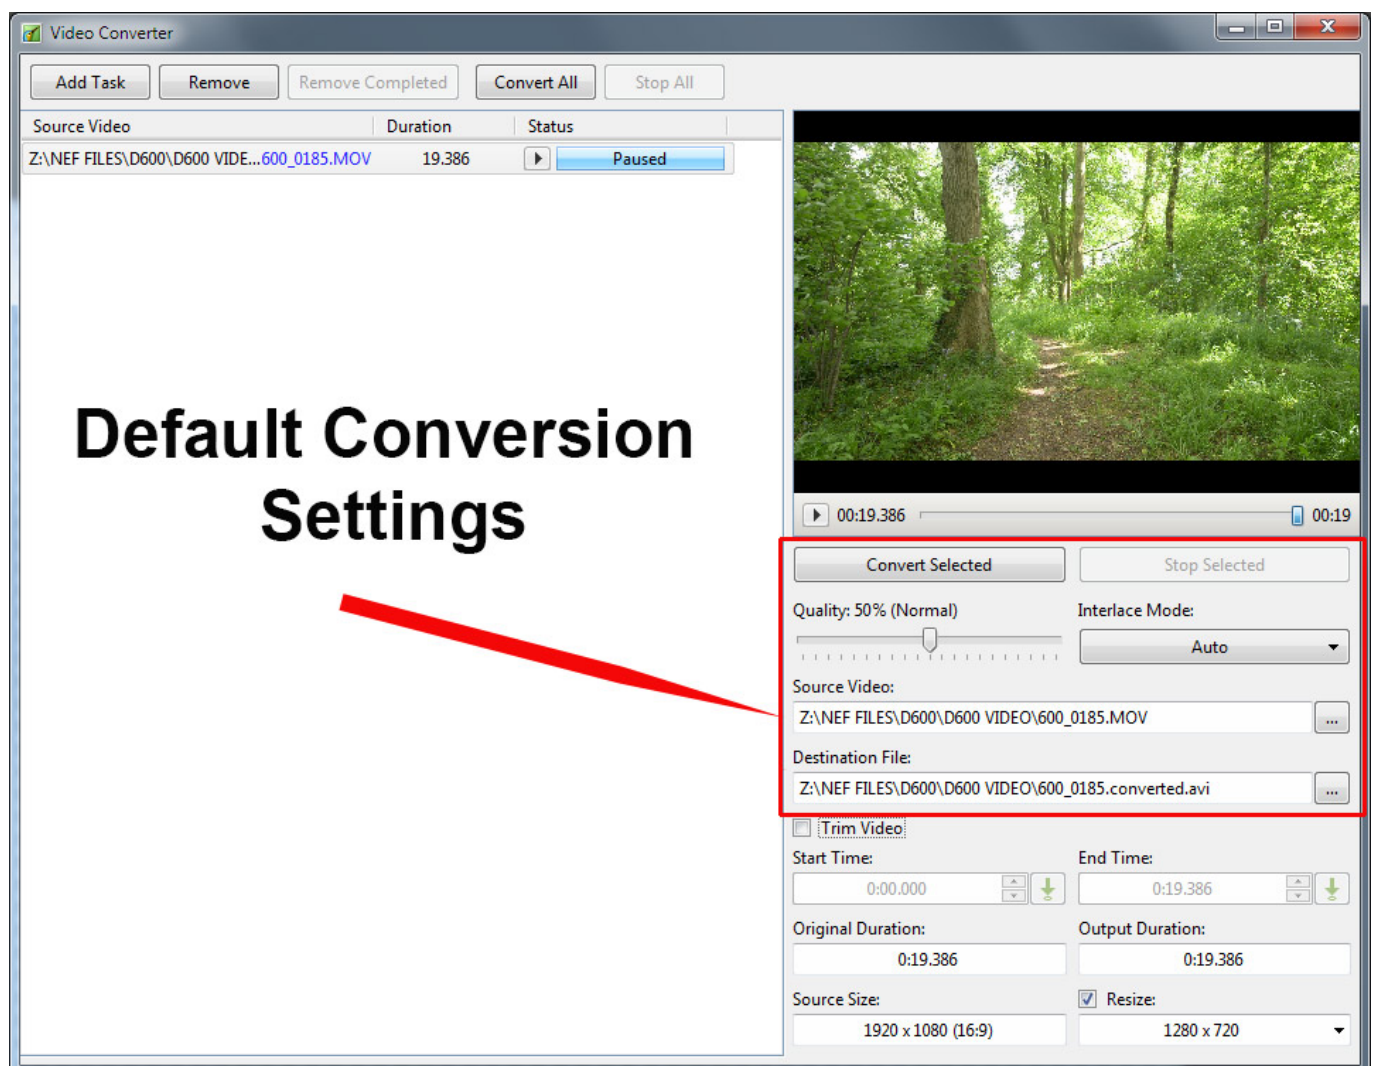 Video Converter
Add Task Remove Remove Completed Convert All Stop All
Source Video Duration Status
Z:\NEF FILES\D600\D600 VIDE...600_0185.MOV 19.386 Paused
Default Conversion
Settings
00:19.386 00:19
Convert Selected Stop Selected
Quality: 50% (Normal) Interlace Mode:
Auto
Source Video:
Z:\NEF FILES\D600\D600 VIDEO\600_0185.MOV ...
Destination File:
Z:\NEF FILES\D600\D600 VIDEO\600_0185.converted.avi ...
Trim Video
Start Time: End Time:
0:00.000 0:19.386
Original Duration: Output Duration:
0:19.386 0:19.386
Source Size: Resize:
1920 x 1080 (16:9) 1280 x 720